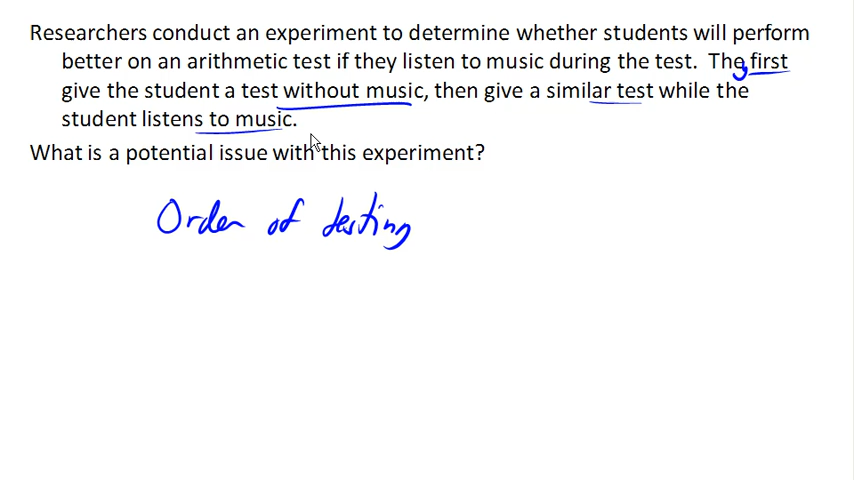 Researchers conduct an experiment to determine whether students will perform
better on an arithmetic test if they listen to music during the test. The first
give the student a test without music, then give a similar test while the
student listens to music.
What is a potential issue with this experiment?
Order of testing